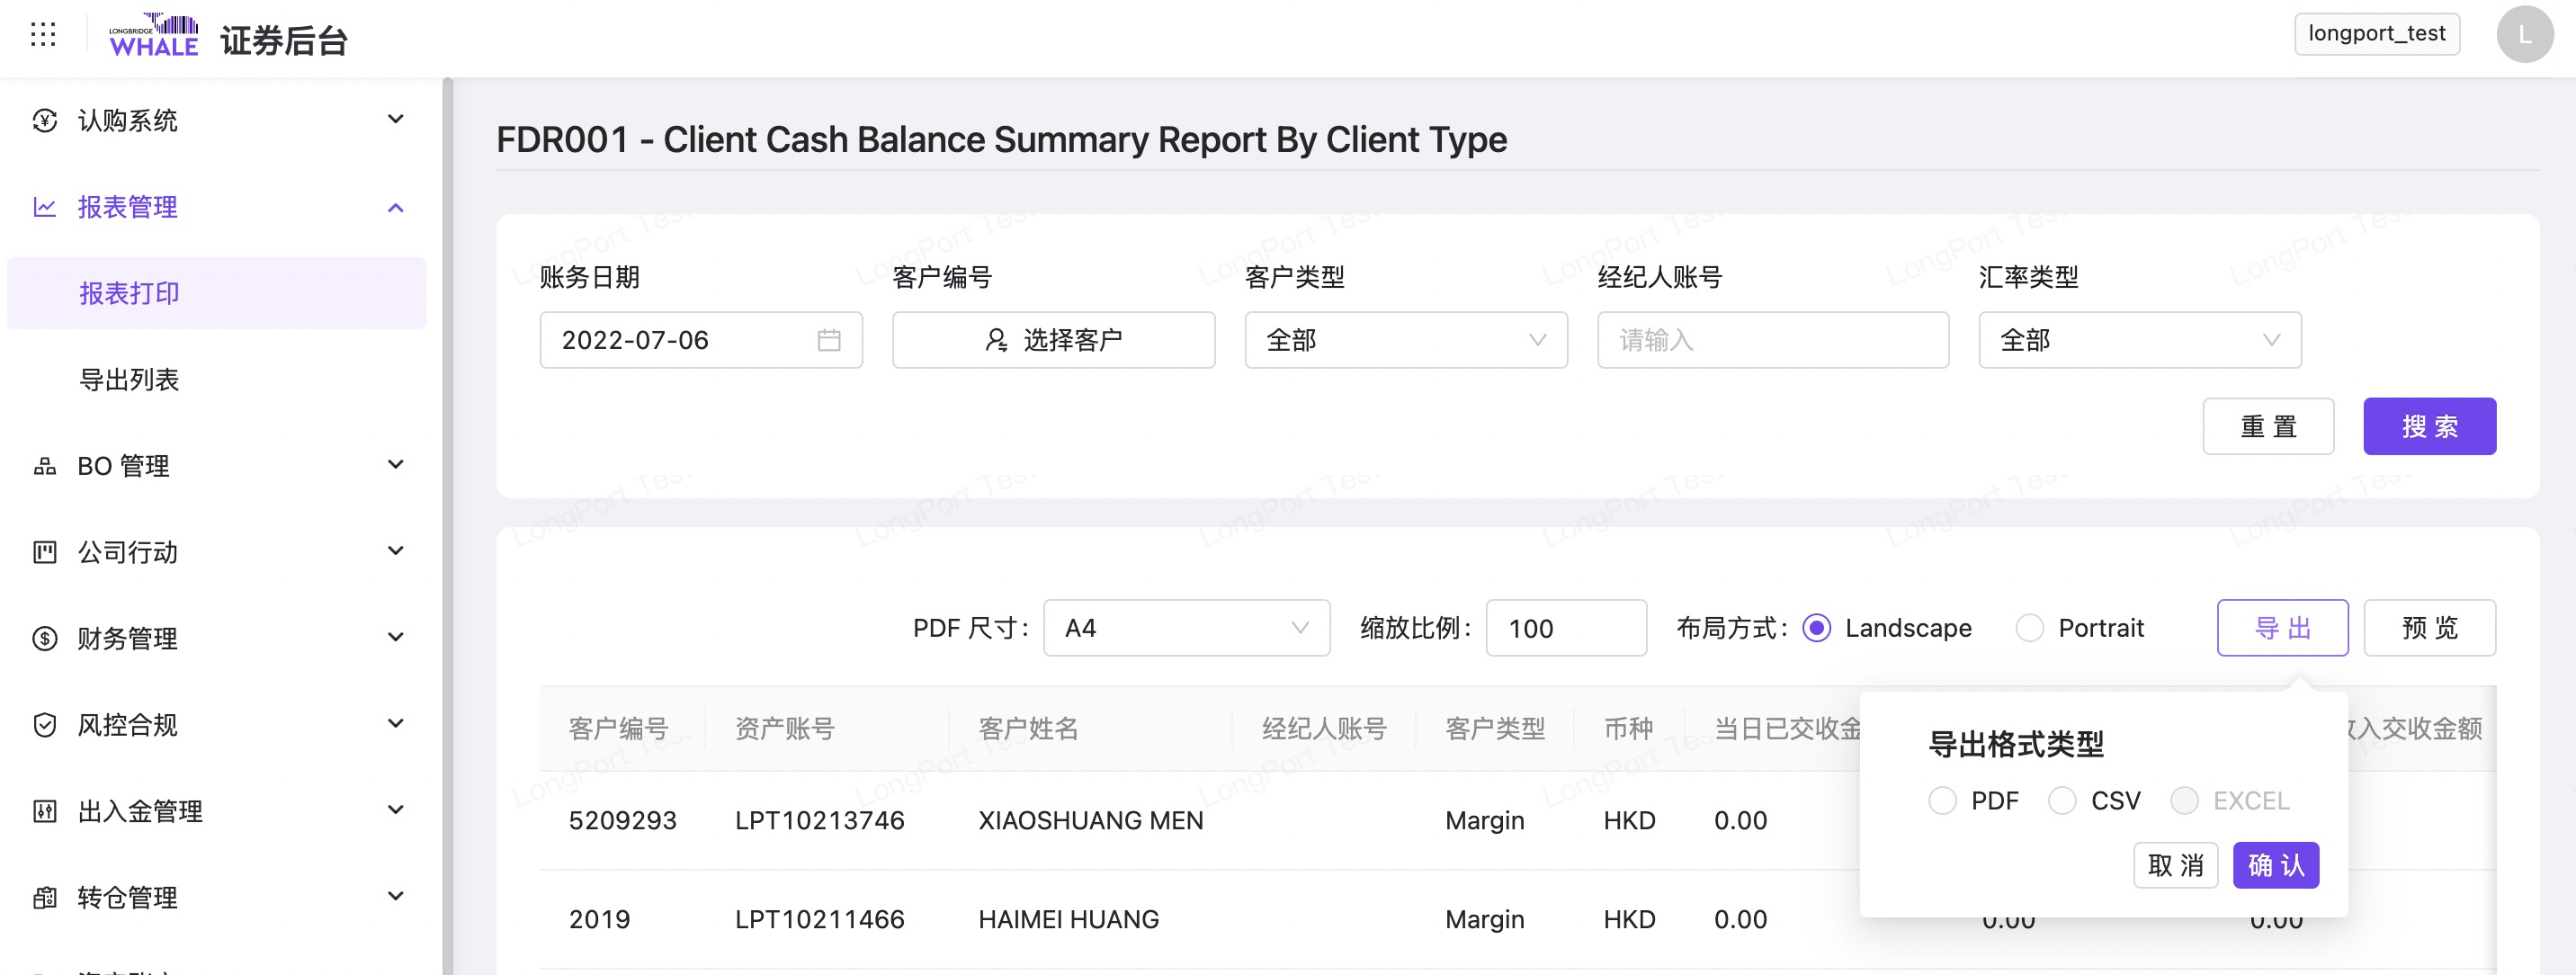 LONGBRIDGE
WHALE
证券后台
longport_test
L
认购系统
报表管理
报表打印
导出列表
BO 管理
公司行动
财务管理
风控合规
出入金管理
转仓管理
FDR001 - Client Cash Balance Summary Report By Client Type
账务日期
客户编号
客户类型
经纪人账号
汇率类型
2022-07-06
选择客户
全部
请输入
全部
重置
搜索
PDF 尺寸：
A4
缩放比例：
100
布局方式：
Landscape
Portrait
导出
预览
客户编号 资产账号 客户姓名 经纪人账号 客户类型 币种 当日已交收金 入交收金额
5209293 LPT10213746 XIAOSHUANG MEN Margin HKD 0.00
2019 LPT10211466 HAIMEI HUANG Margin HKD 0.00 0.00 0.00
导出格式类型
PDF CSV EXCEL
取消 确认
LongPort Test